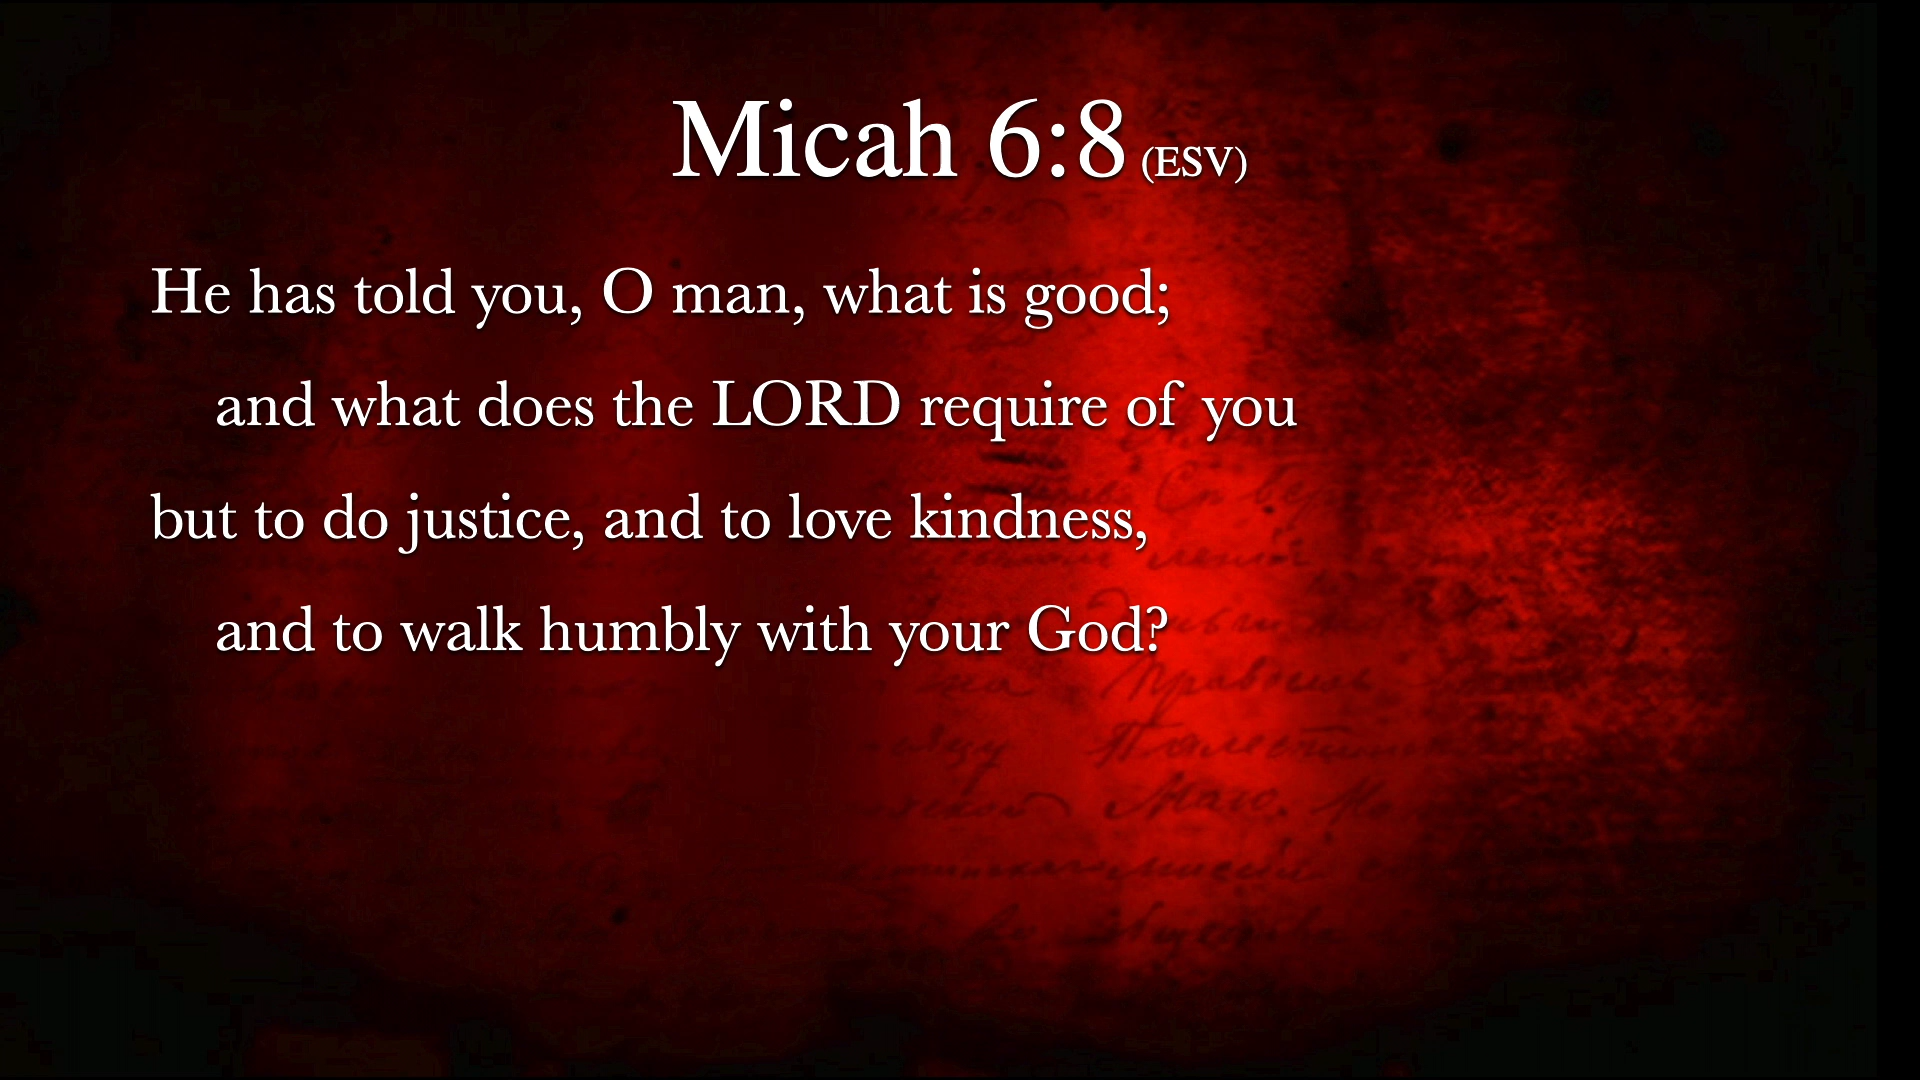 Micah 6:8 (ESV)
He has told you, O man, what is good;
and what does the LORD require of you
but to do justice, and to love kindness,
and to walk humbly with your God?